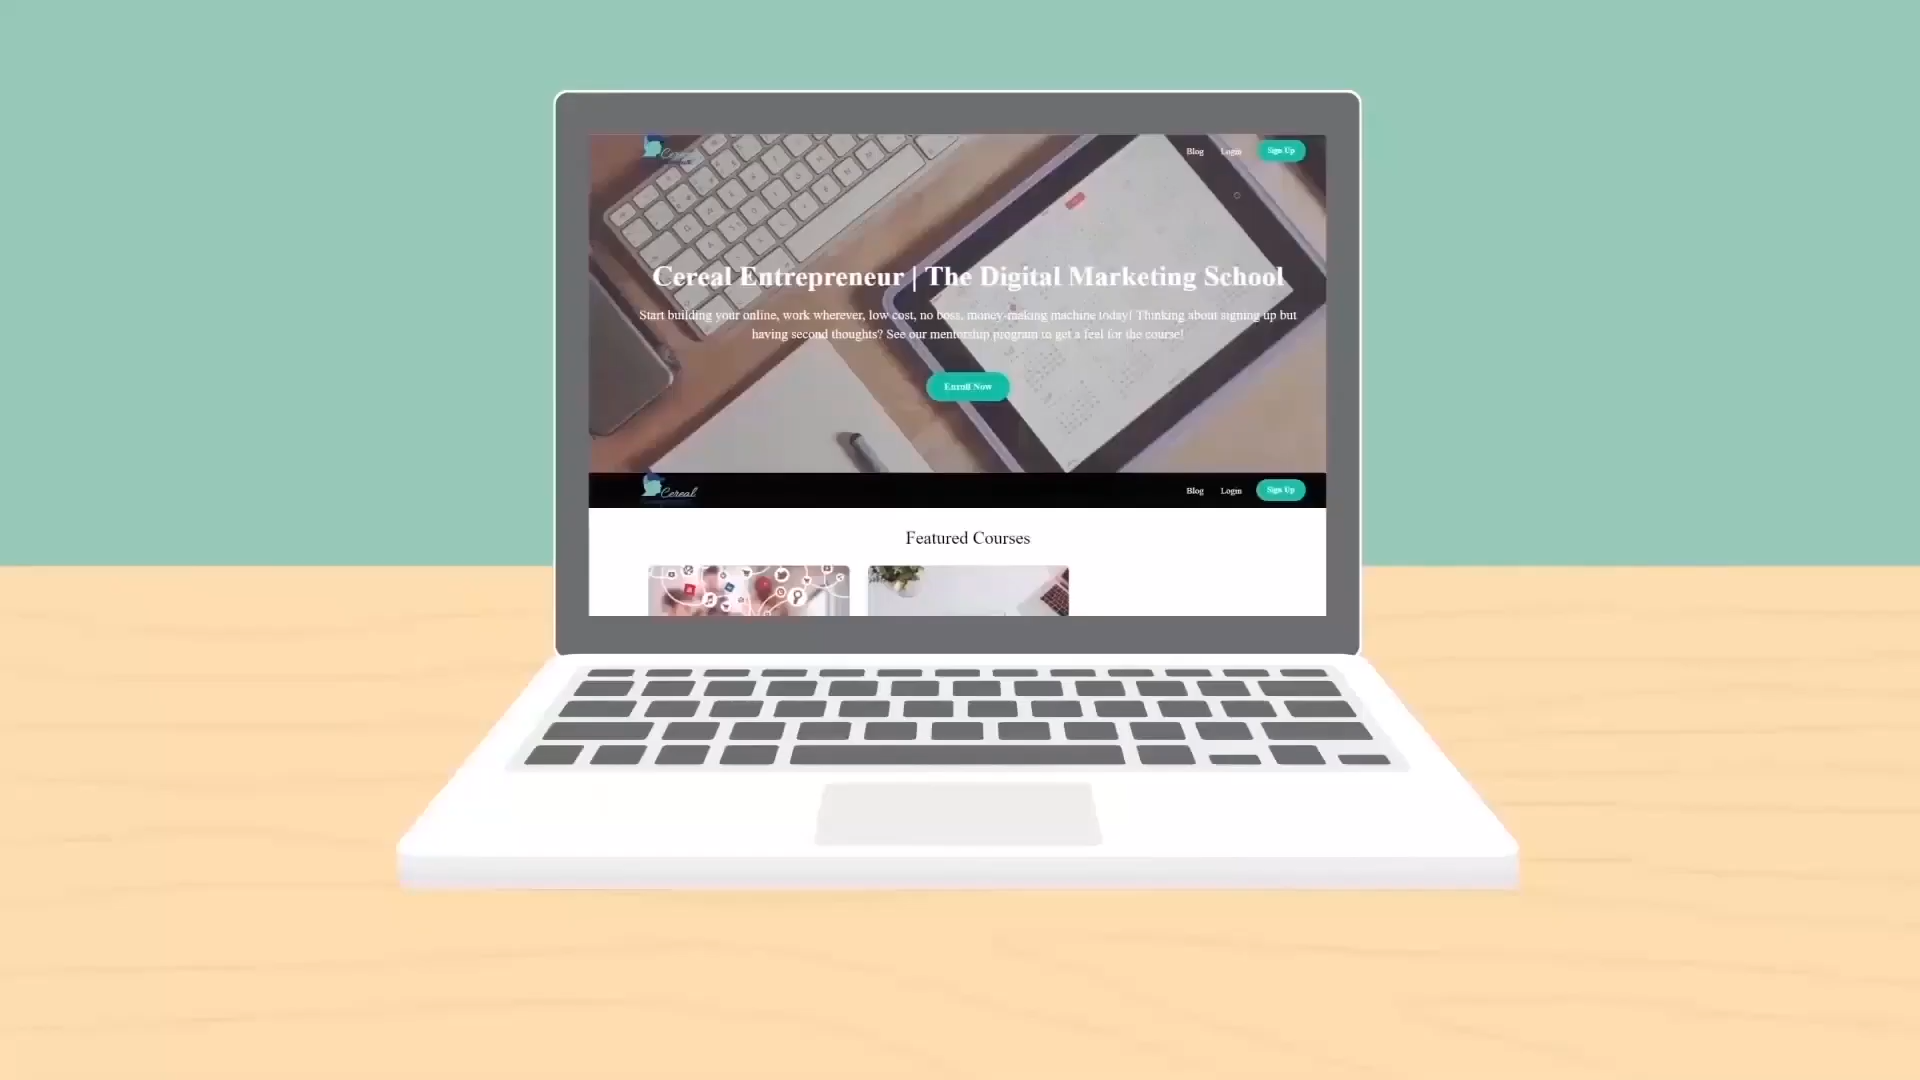 Cereal
Blog Login Sign Up
Cereal Entrepreneur | The Digital Marketing School
Start building your online, work wherever, low cost, no boss, money-making machine today! Thinking about signing up but
having second thoughts? See our mentorship program to get a feel for the course!
Enroll Now
Cereal
Blog Login Sign Up
Featured Courses